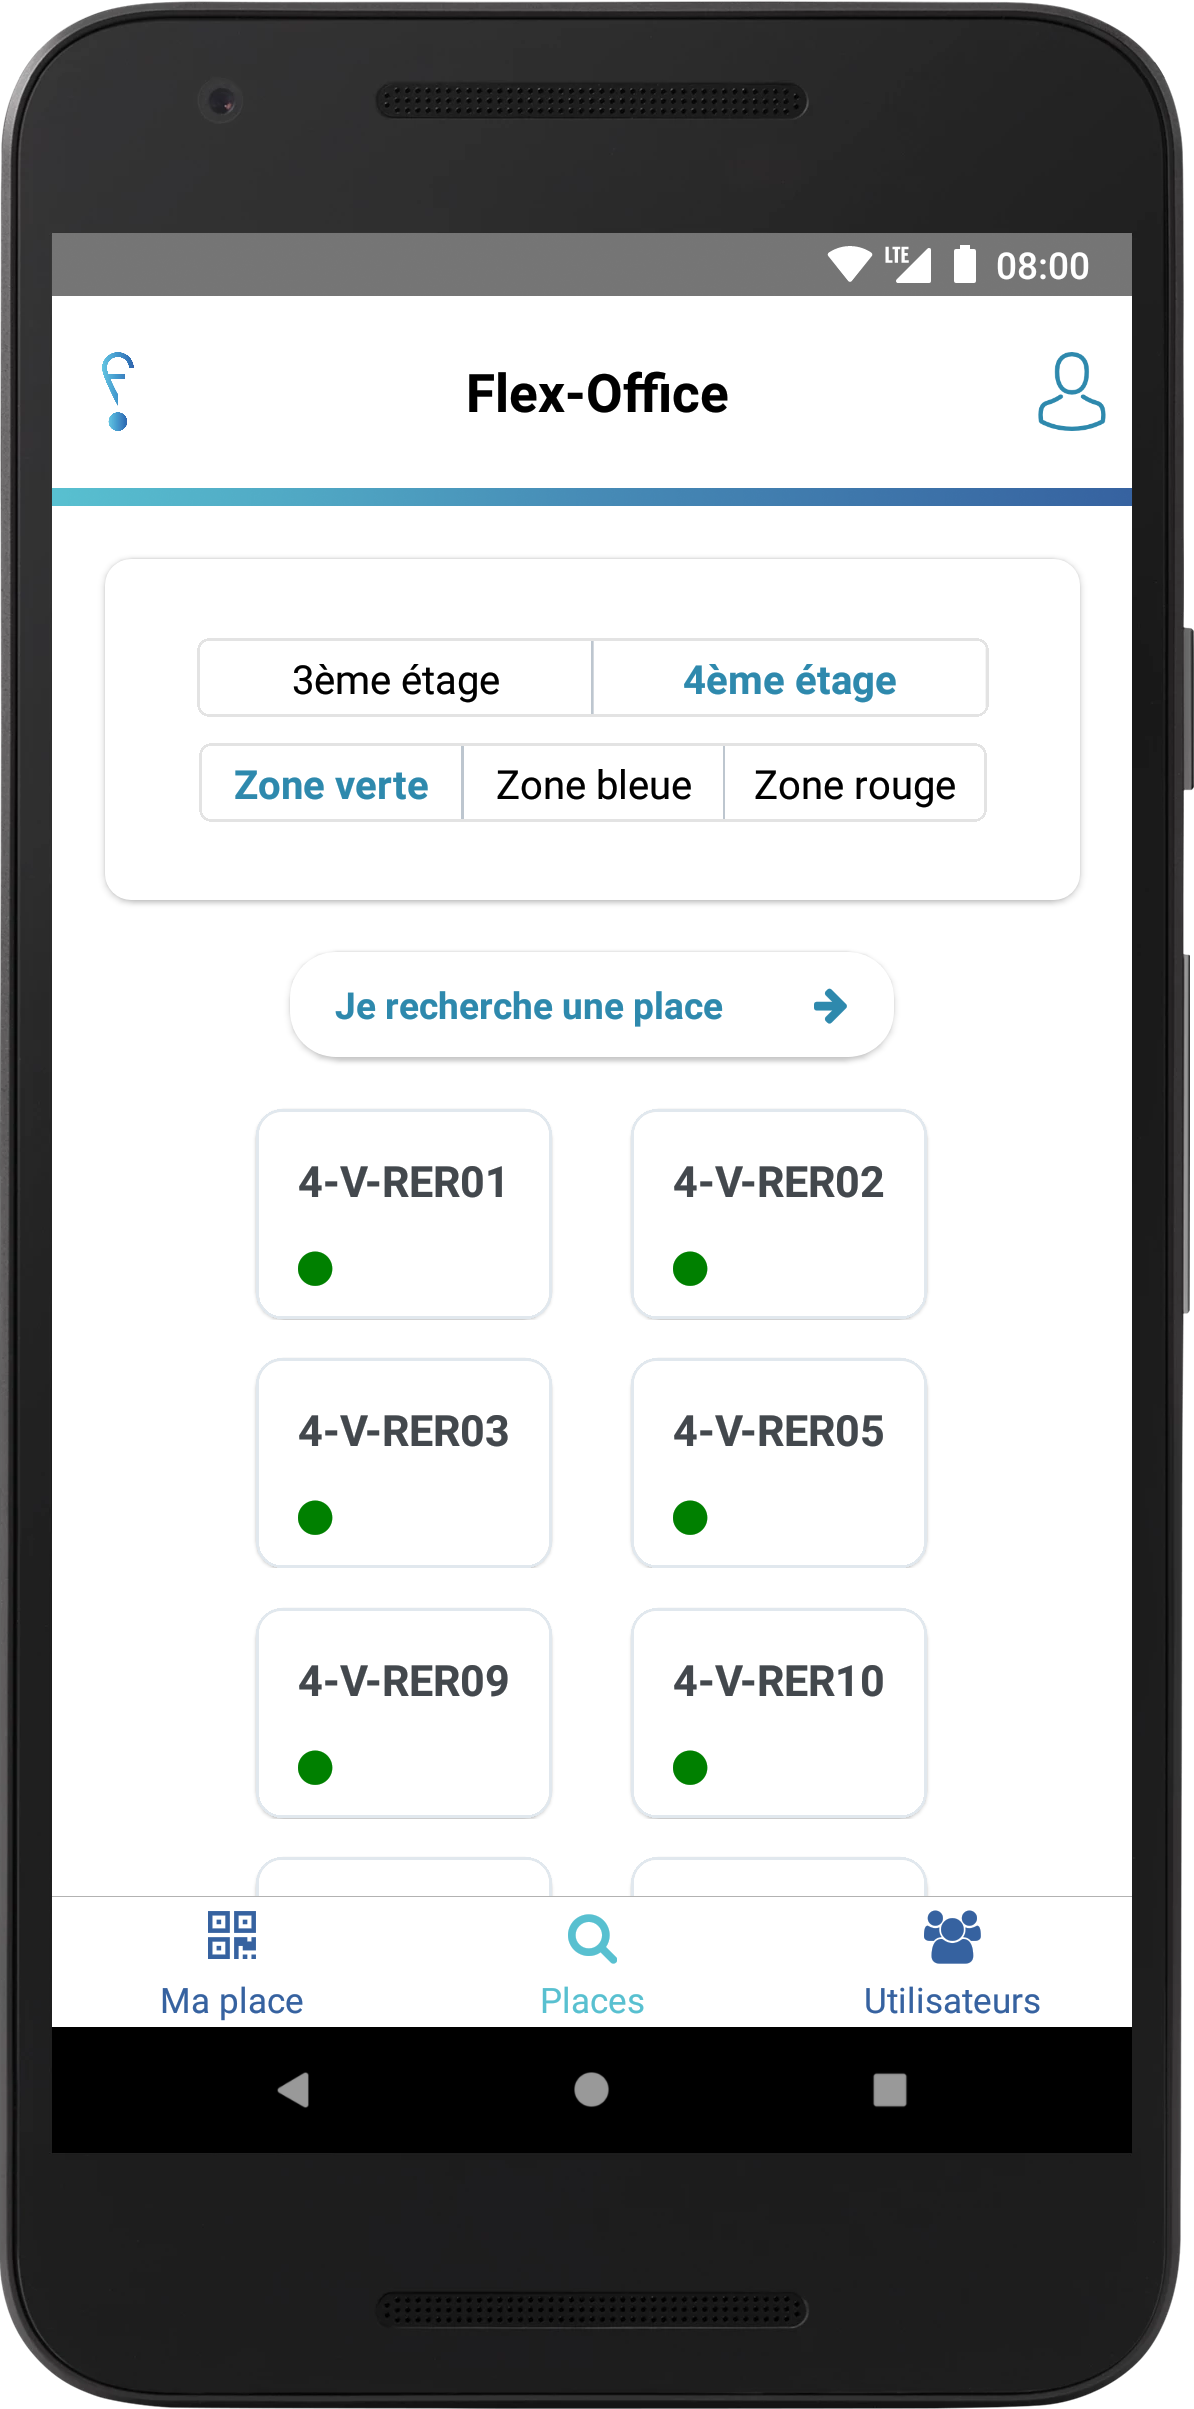 LTE 08:00
Flex-Office
3ème étage 4ème étage
Zone verte Zone bleue Zone rouge
Je recherche une place
4-V-RER01 4-V-RER02
4-V-RER03 4-V-RER05
4-V-RER09 4-V-RER10
Ma place Places Utilisateurs